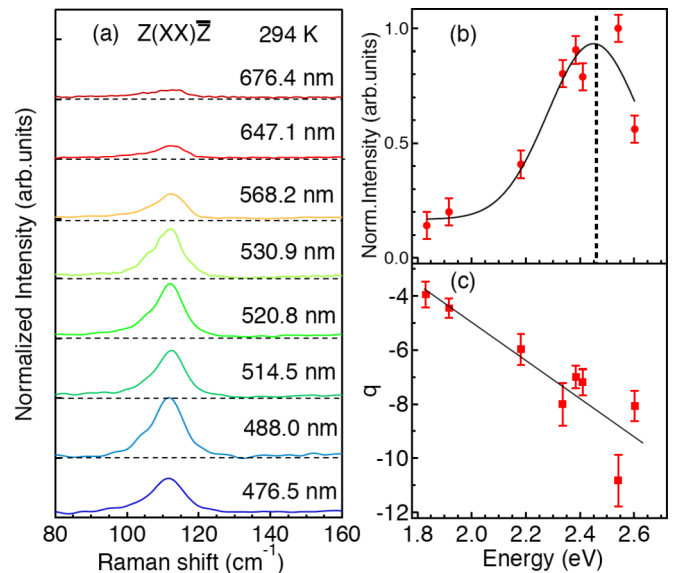 (a) Z(XX)Z̅ 294 K
676.4 nm
647.1 nm
568.2 nm
530.9 nm
520.8 nm
514.5 nm
488.0 nm
476.5 nm
Normalized Intensity (arb.units)
80 100 120 140 160
Raman shift (cm⁻¹)
(b)
Norm.Intensity (arb.units)
1.0
0.5
0.0
(c)
q
-4
-6
-8
-10
-12
1.8 2.0 2.2 2.4 2.6
Energy (eV)